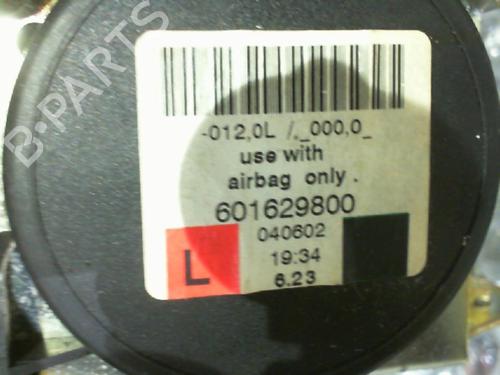 B-PARTS
-012,0L /._000,0_
use with
airbag only .
601629800
040602
L
19:34
6.23